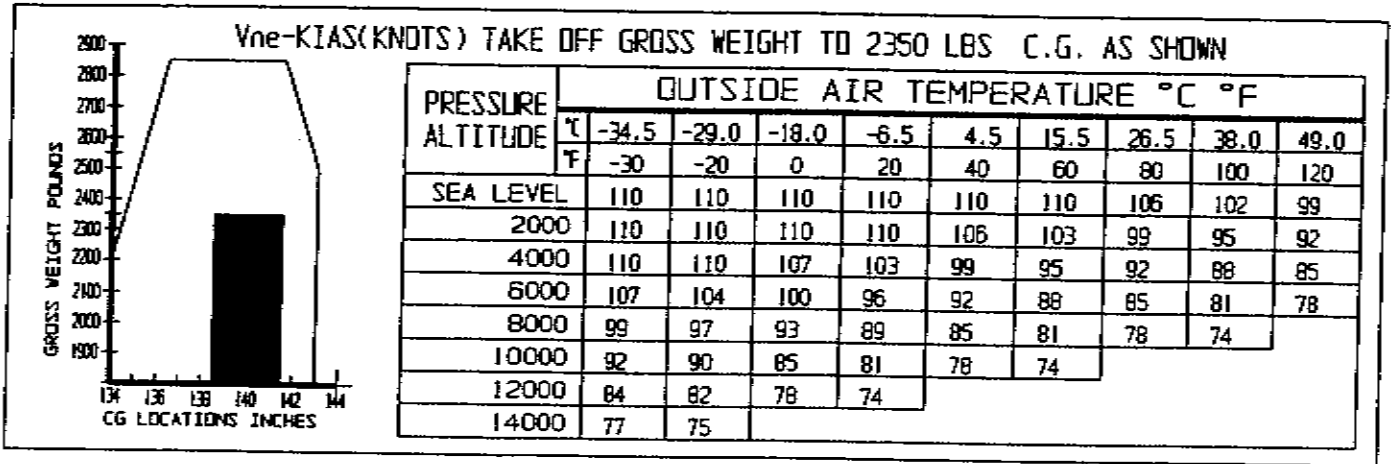 Vne-KIAS(KNOTS) TAKE OFF GROSS WEIGHT TO 2350 LBS C.G. AS SHOWN
2900
2800
2700
2600
2500
2400
2300
2200
2100
2000
1900
GROSS WEIGHT POUNDS
134 136 138 140 142 144
CG LOCATIONS INCHES
PRESSURE ALTITUDE
OUTSIDE AIR TEMPERATURE °C °F
°C -34.5 -29.0 -18.0 -6.5 4.5 15.5 26.5 38.0 49.0
°F -30 -20 0 20 40 60 80 100 120
SEA LEVEL 110 110 110 110 110 110 106 102 99
2000 110 110 110 110 106 103 99 95 92
4000 110 110 107 103 99 95 92 88 85
6000 107 104 100 96 92 88 85 81 78
8000 99 97 93 89 85 81 78 74
10000 92 90 85 81 78 74
12000 84 82 78 74
14000 77 75